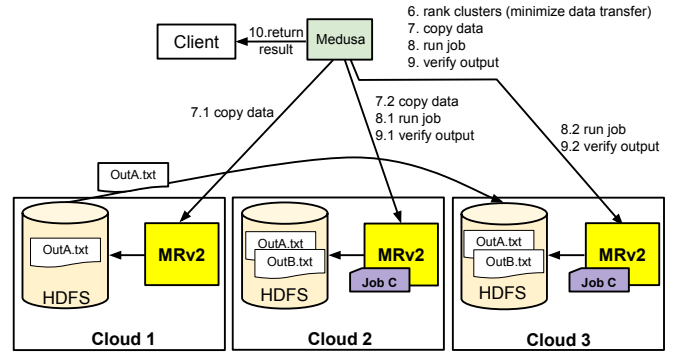 6. rank clusters (minimize data transfer)
7. copy data
8. run job
9. verify output
Client
10.return
result
Medusa
7.1 copy data
7.2 copy data
8.1 run job
9.1 verify output
8.2 run job
9.2 verify output
OutA.txt
OutA.txt
MRv2
HDFS
Cloud 1
OutA.txt
OutB.txt
MRv2
Job C
HDFS
Cloud 2
OutA.txt
OutB.txt
MRv2
Job C
HDFS
Cloud 3